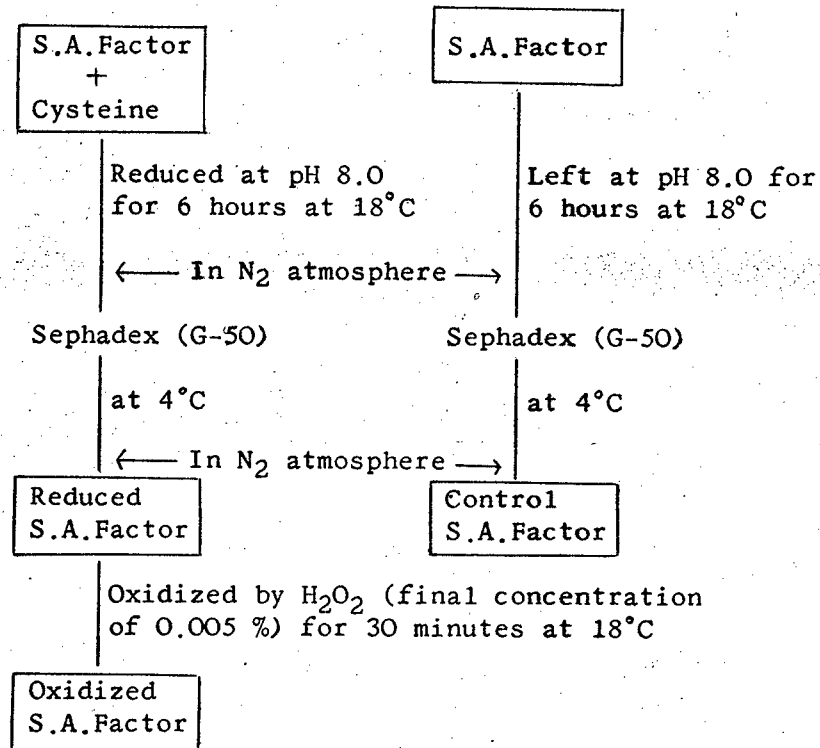 S.A.Factor
+
Cysteine
S.A.Factor
Reduced at pH 8.0
for 6 hours at 18°C
Left at pH 8.0 for
6 hours at 18°C
← In N₂ atmosphere →
Sephadex (G-50)
Sephadex (G-50)
at 4°C
at 4°C
← In N₂ atmosphere →
Reduced
S.A.Factor
Control
S.A.Factor
Oxidized by H₂O₂ (final concentration
of 0.005 %) for 30 minutes at 18°C
Oxidized
S.A.Factor